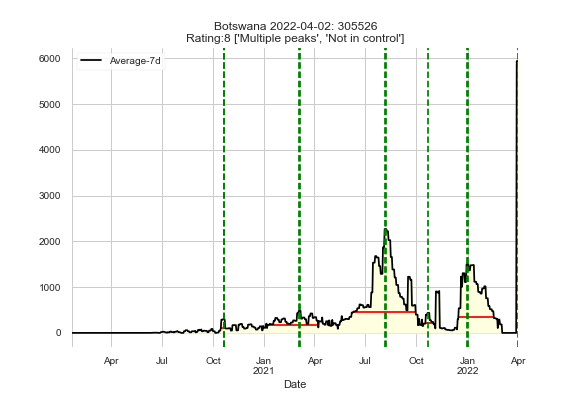 Botswana 2022-04-02: 305526
Rating:8 ['Multiple peaks', 'Not in control']
Average-7d
6000
5000
4000
3000
2000
1000
0
Apr Jul Oct Jan Apr Jul Oct Jan Apr
2021 2022
Date